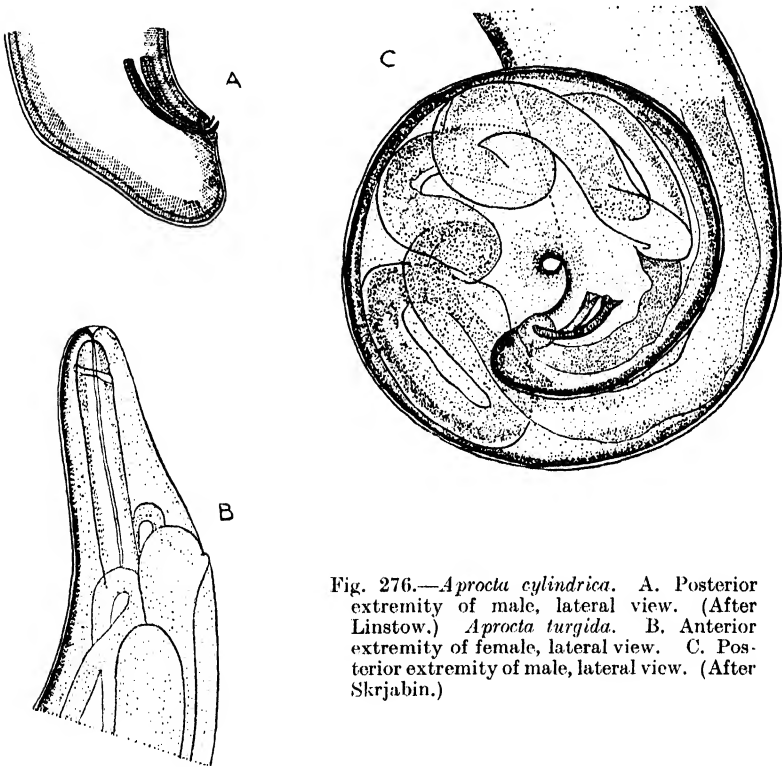 A
C
B
Fig. 276.—Aprocta cylindrica. A. Posterior
extremity of male, lateral view. (After
Linstow.) Aprocta turgida. B. Anterior
extremity of female, lateral view. C. Pos-
terior extremity of male, lateral view. (After
Skrjabin.)